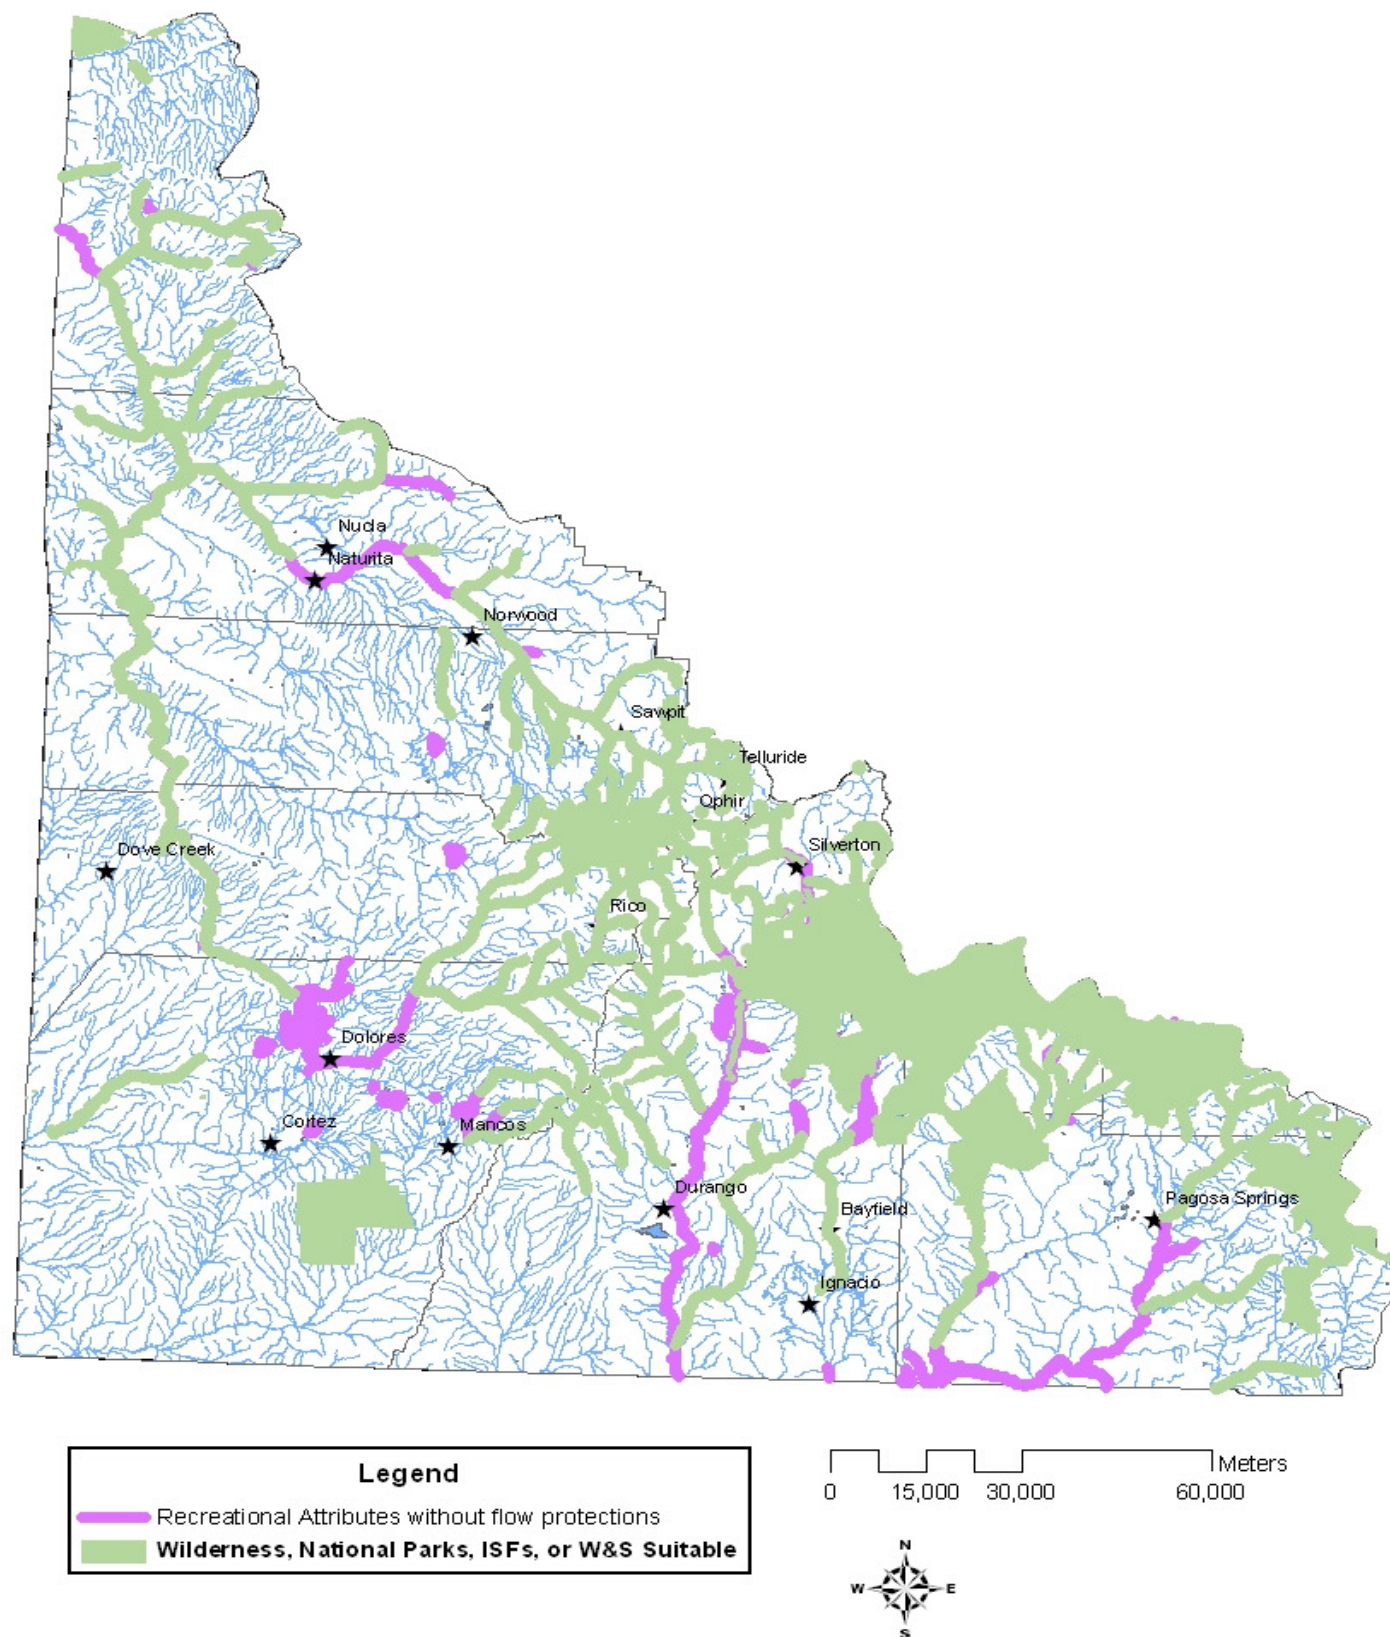 Nucla
Naturita
Norwood
Sawpit
Telluride
Ophir
Silverton
Dove Creek
Rico
Dolores
Cortez
Mancos
Durango
Bayfield
Pagosa Springs
Ignacio
Legend
Recreational Attributes without flow protections
Wilderness, National Parks, ISFs, or W&S Suitable
Meters
0 15,000 30,000 60,000
N
W E
S